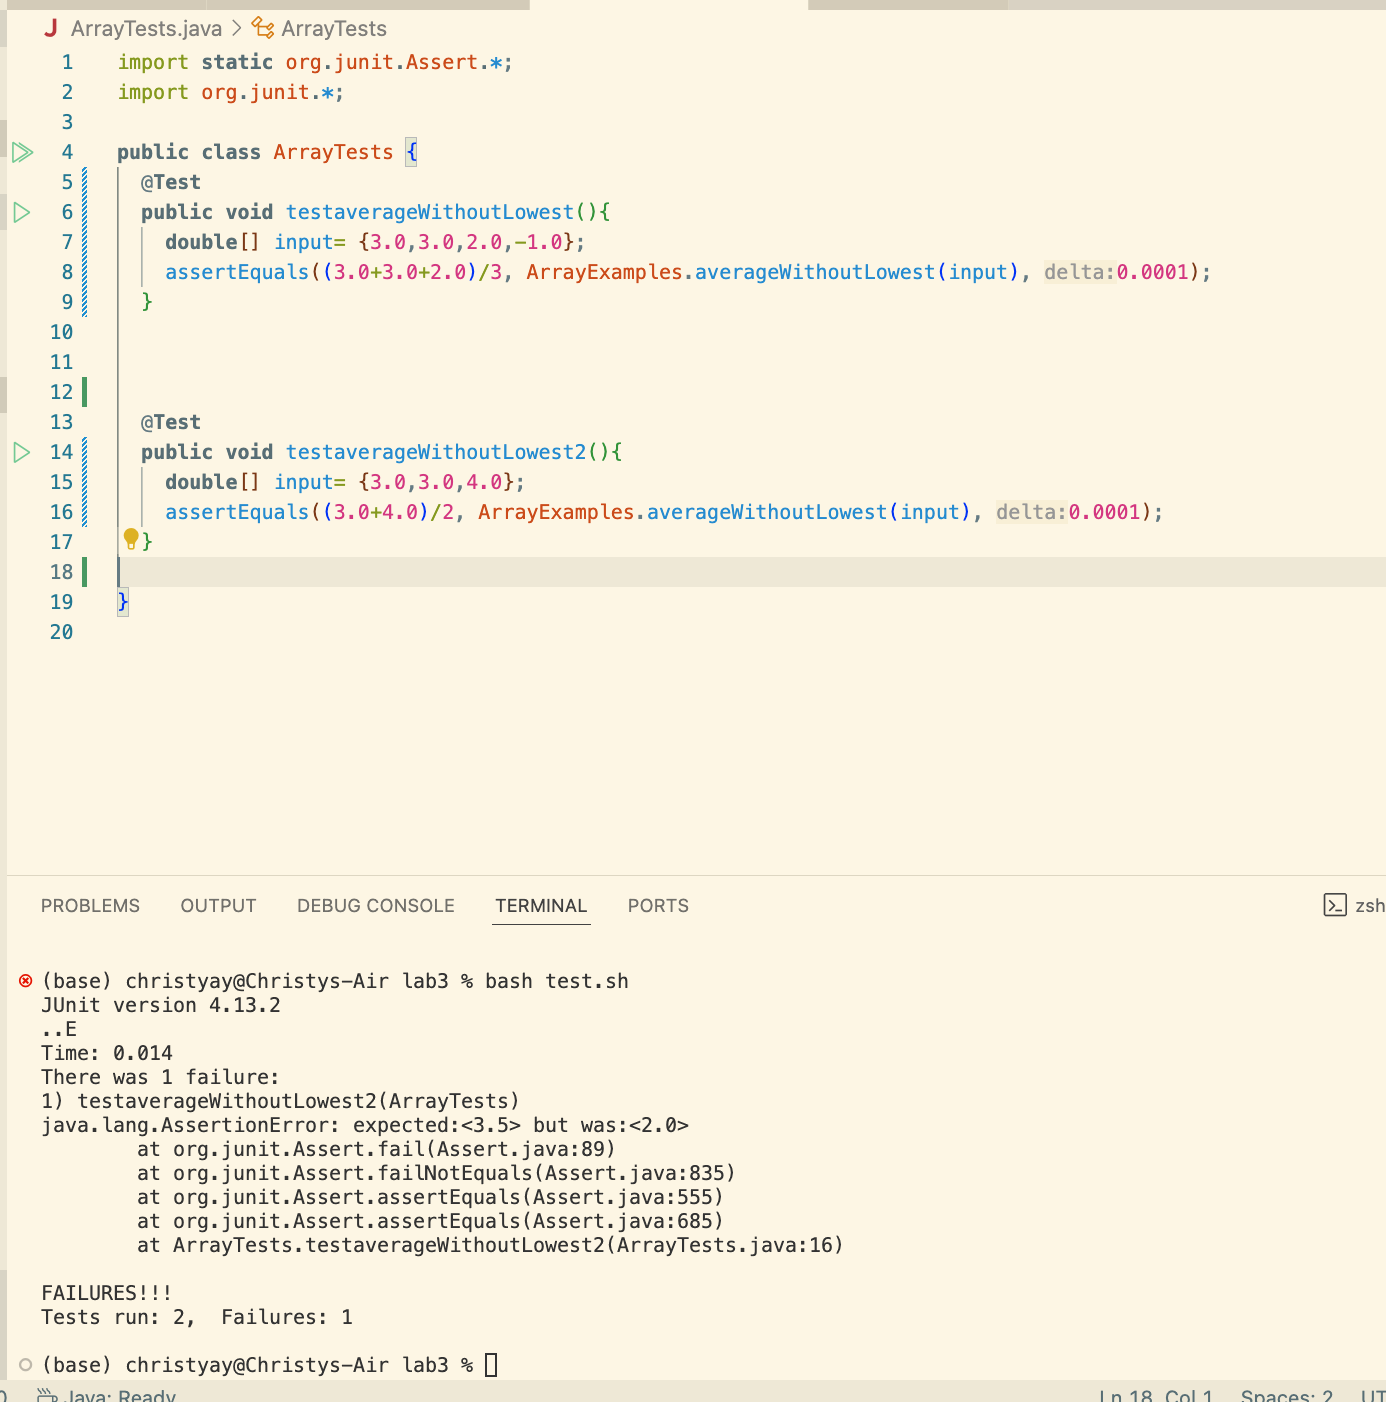 ArrayTests.java > ArrayTests
1 import static org.junit.Assert.*;
2 import org.junit.*;
3
4 public class ArrayTests {
5 @Test
6 public void testaverageWithoutLowest(){
7 double[] input= {3.0,3.0,2.0,-1.0};
8 assertEquals((3.0+3.0+2.0)/3, ArrayExamples.averageWithoutLowest(input), delta:0.0001);
9 }
10
11
12
13 @Test
14 public void testaverageWithoutLowest2(){
15 double[] input= {3.0,3.0,4.0};
16 assertEquals((3.0+4.0)/2, ArrayExamples.averageWithoutLowest(input), delta:0.0001);
17 }
18
19 }
20
PROBLEMS OUTPUT DEBUG CONSOLE TERMINAL PORTS zsh
(base) christyay@Christys-Air lab3 % bash test.sh
JUnit version 4.13.2
..E
Time: 0.014
There was 1 failure:
1) testaverageWithoutLowest2(ArrayTests)
java.lang.AssertionError: expected:<3.5> but was:<2.0>
at org.junit.Assert.fail(Assert.java:89)
at org.junit.Assert.failNotEquals(Assert.java:835)
at org.junit.Assert.assertEquals(Assert.java:555)
at org.junit.Assert.assertEquals(Assert.java:685)
at ArrayTests.testaverageWithoutLowest2(ArrayTests.java:16)
FAILURES!!!
Tests run: 2, Failures: 1
(base) christyay@Christys-Air lab3 %
Java: Ready Ln 18, Col 1 Spaces: 2